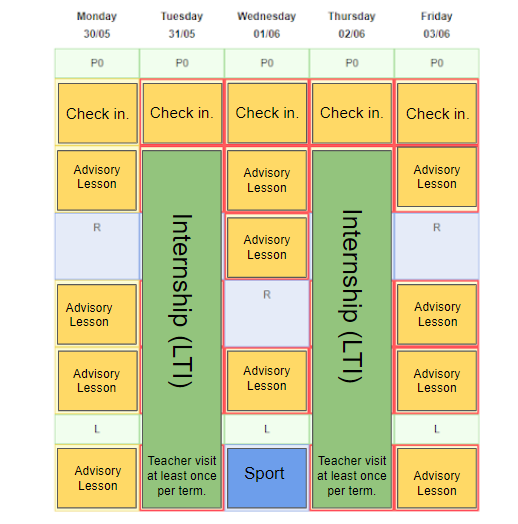 Monday Tuesday Wednesday Thursday Friday
30/05 31/05 01/06 02/06 03/06
P0 P0 P0 P0 P0
Check in. Check in. Check in. Check in. Check in.
Advisory
Lesson
Internship (LTI)
Advisory
Lesson
Internship (LTI)
Advisory
Lesson
R
Advisory
Lesson
R
Advisory
Lesson
R
Advisory
Lesson
Advisory
Lesson
Advisory
Lesson
Advisory
Lesson
L L L
Advisory
Lesson
Teacher visit
at least once
per term.
Sport
Teacher visit
at least once
per term.
Advisory
Lesson